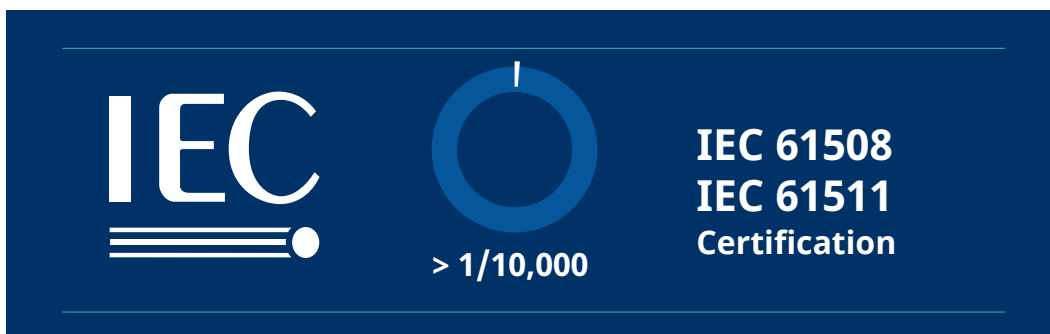 IEC
> 1/10,000
IEC 61508
IEC 61511
Certification